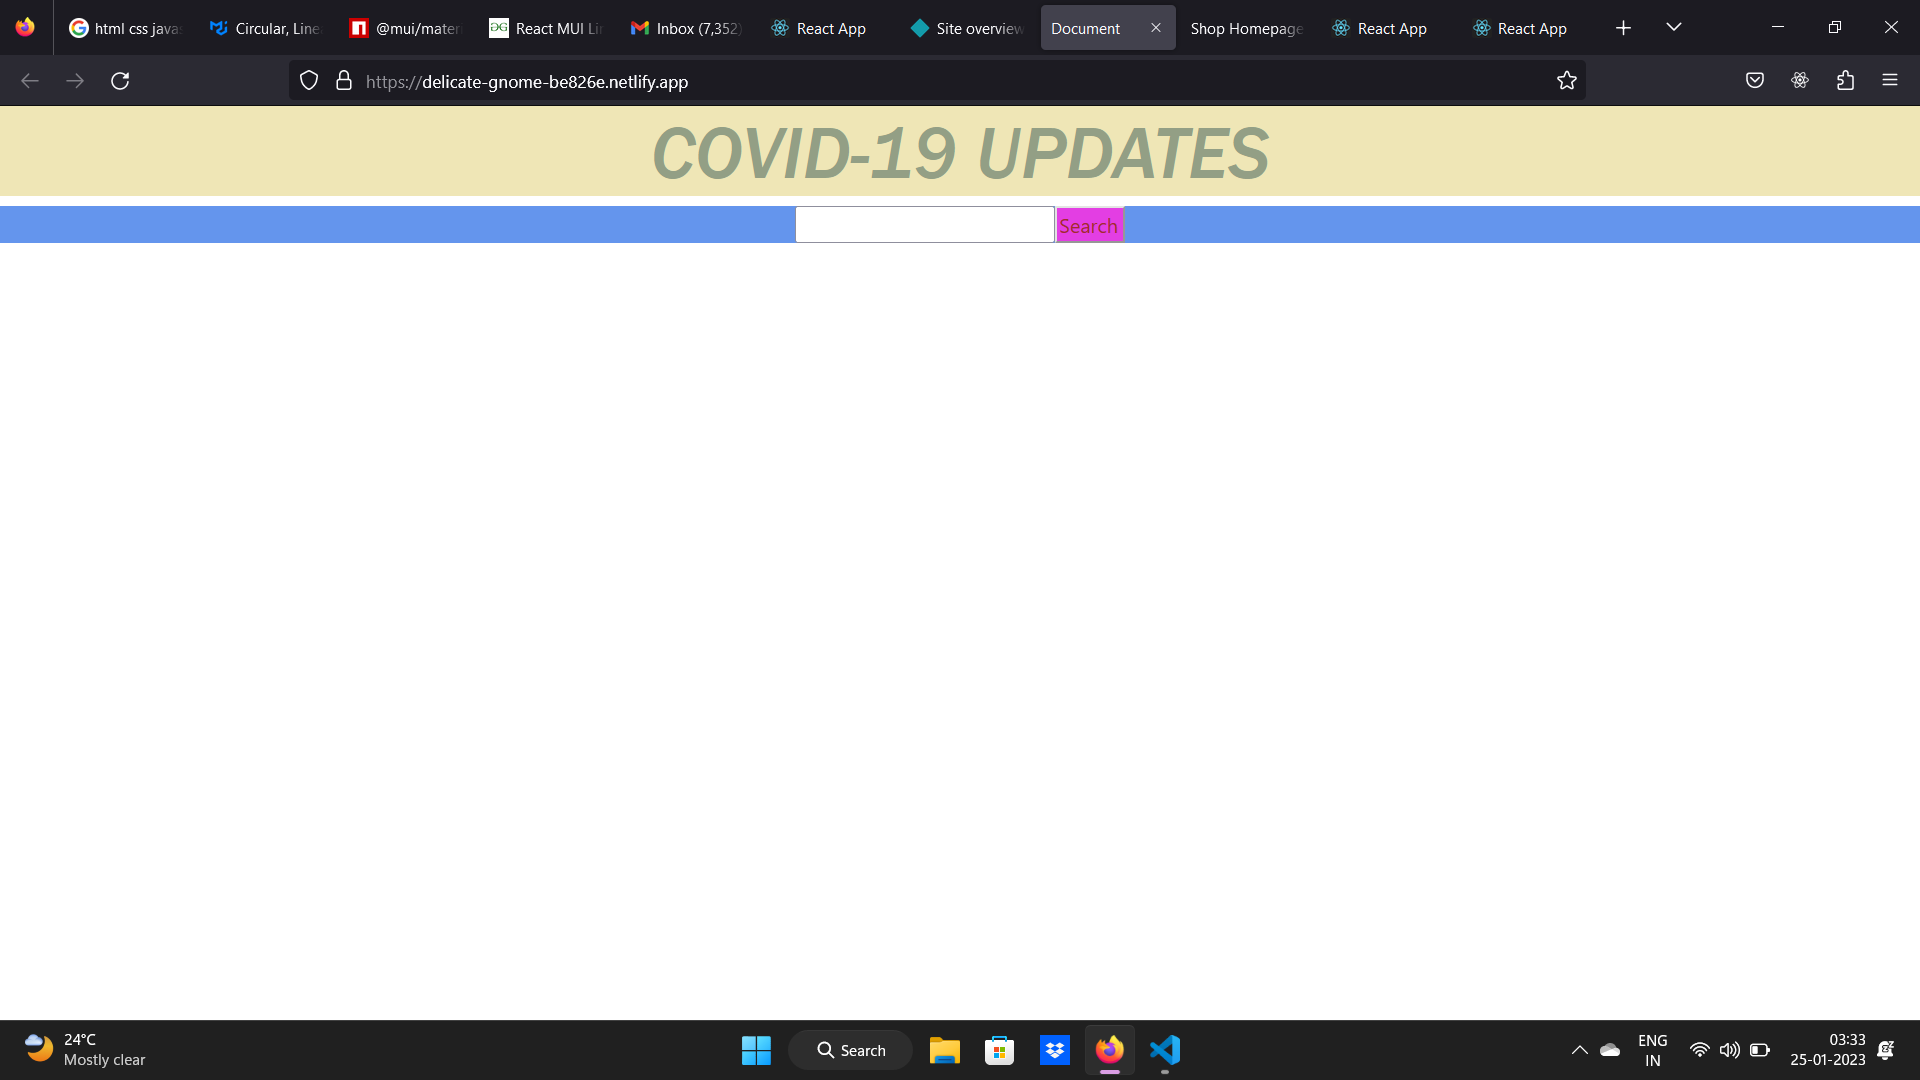 html css javas
Circular, Line
@mui/mater
React MUI Lin
Inbox (7,352)
React App
Site overview
Document
Shop Homepage
React App
React App
https://delicate-gnome-be826e.netlify.app
COVID-19 UPDATES
Search
24°C
Mostly clear
Search
ENG
IN
03:33
25-01-2023